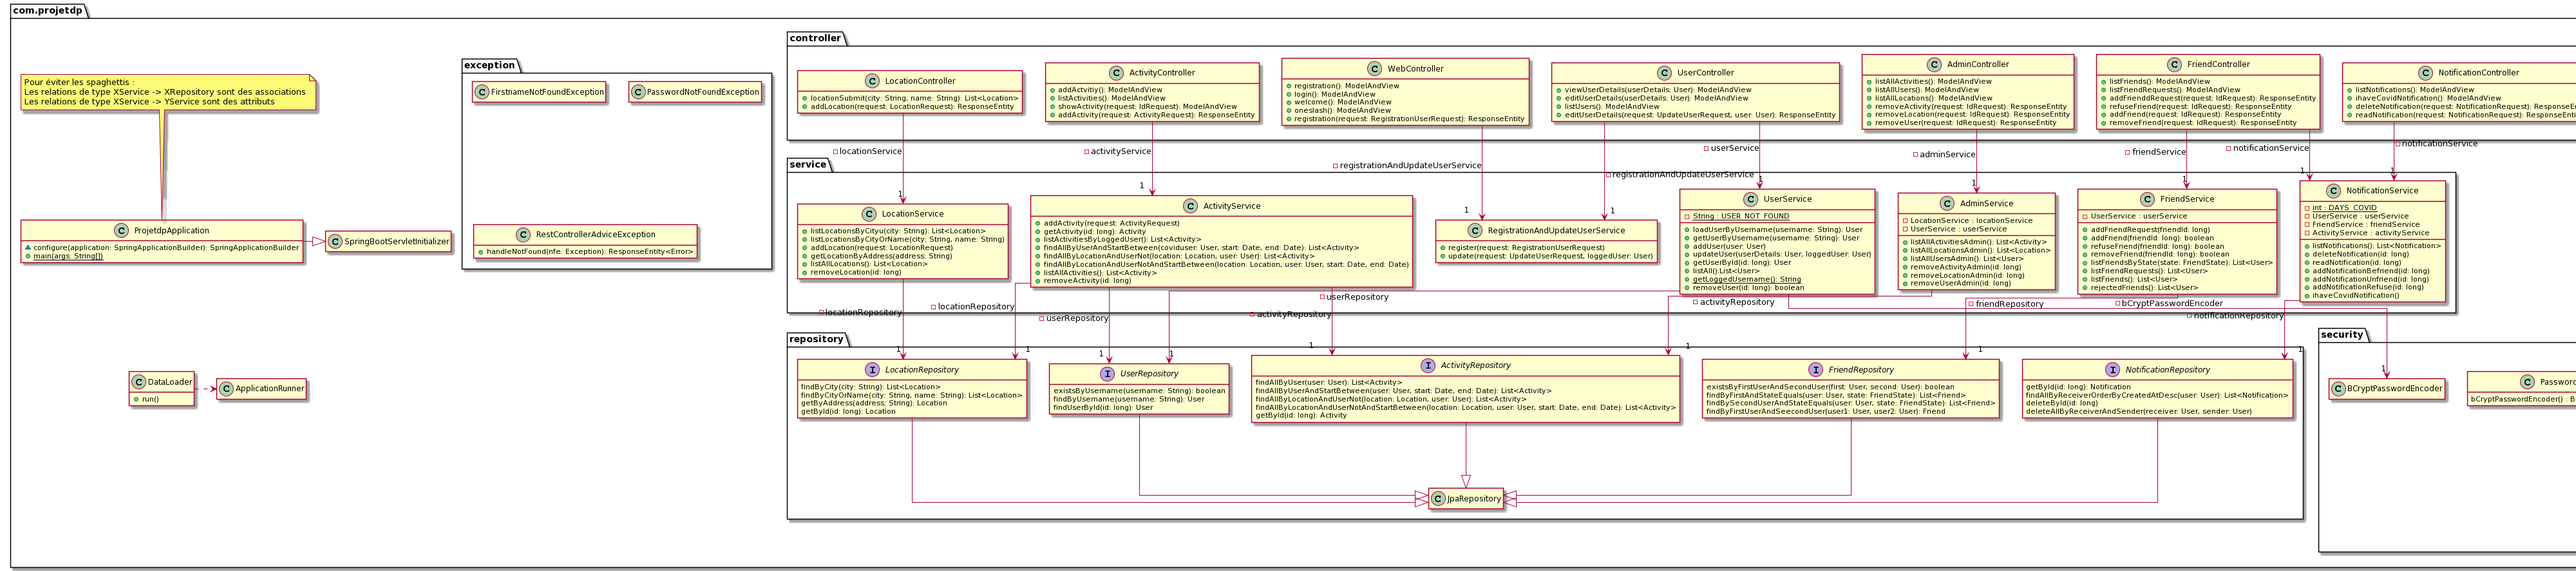 com.projetdp
Pour éviter les spaghettis :
Les relations de type XService -> XRepository sont des associations
Les relations de type XService -> YService sont des attributs
ProjetdpApplication
configure(application: SpringApplicationBuilder): SpringApplicationBuilder
main(args: String[])
SpringBootServletInitializer
DataLoader
run()
ApplicationRunner
exception
FirstnameNotFoundException
PasswordNotFoundException
RestControllerAdviceException
handleNotFound(nfe: Exception): ResponseEntity<Error>
controller
LocationController
locationSubmit(city: String, name: String): List<Location>
addLocation(request: LocationRequest): ResponseEntity
ActivityController
addActivtiy(): ModelAndView
listActivities(): ModelAndView
showActivity(request: IdRequest): ModelAndView
addActivity(request: ActivityRequest): ResponseEntity
WebController
registration(): ModelAndView
login(): ModelAndView
welcome(): ModelAndView
oneslash(): ModelAndView
registration(request: RegistrationUserRequest): ResponseEntity
UserController
viewUserDetails(userDetails: User): ModelAndView
editUserDetails(userDetails: User): ModelAndView
listUsers(): ModelAndView
editUserDetails(request: UpdateUserRequest, user: User): ResponseEntity
AdminController
listAllActivities(): ModelAndView
listAllUsers(): ModelAndView
listAllLocations(): ModelAndView
removeActivity(request: IdRequest): ResponseEntity
removeLocation(request: IdRequest): ResponseEntity
removeUser(request: IdRequest): ResponseEntity
FriendController
listFriends(): ModelAndView
listFriendRequests(): ModelAndView
addFrienddRequest(request: IdRequest): ResponseEntity
refuseFriend(request: IdRequest): ResponseEntity
addFriend(request: IdRequest): ResponseEntity
removeFriend(request: IdRequest): ResponseEntity
NotificationController
listNotifications(): ModelAndView
ihaveCovidNotification(): ModelAndView
deleteNotification(request: NotificationRequest): ResponseEn
readNotification(request: NotificationRequest): ResponseEnti
locationService
1
activityService
1
registrationAndUpdateUserService
1
registrationAndUpdateUserService
1
userService
1
adminService
1
friendService
1
notificationService
1
notificationService
1
service
LocationService
listLocationsByCityu(city: String): List<Location>
listLocationsByCityOrName(city: String, name: String)
addLocation(request: LocationRequest)
getLocationByAddress(address: String)
listAllLocations(): List<Location>
removeLocation(id: long)
ActivityService
addActivity(request: ActivityRequest)
getActivity(id: long): Activity
listActivitiesByLoggedUser(): List<Activity>
findAllByUserAndStartBetween(coviduser: User, start: Date, end: Date): List<Activity>
findAllByLocationAndUserNot(location: Location, user: User): List<Activity>
findAllByLocationAndUserNotAndStartBetween(location: Location, user: User, start: Date, end: Date)
listAllActivities(): List<Activity>
removeActivity(id: long)
RegistrationAndUpdateUserService
register(request: RegistrationUserRequest)
update(request: UpdateUserRequest, loggedUser: User)
UserService
String : USER_NOT_FOUND
loadUserByUsername(username: String): User
getUserByUsername(username: String): User
addUser(user: User)
updateUser(userDetails: User, loggedUser: User)
getUserById(id: long): User
listAll():List<User>
getLoggedUsername(): String
removeUser(id: long): boolean
AdminService
LocationService : locationService
UserService : userService
listAllActivitiesAdmin(): List<Activity>
listAllLocationsAdmin(): List<Location>
listAllUsersAdmin(): List<User>
removeActivityAdmin(id: long)
removeLocationAdmin(id: long)
removeUserAdmin(id: long)
FriendService
UserService : userService
addFriendRequest(friendId: long)
addFriend(friendId: long): boolean
refuseFriend(friendId: long): boolean
removeFriend(friendId: long): boolean
listFriendsByState(state: FriendState): List<User>
listFriendRequests(): List<User>
listFriends(): List<User>
rejectedFriends(): List<User>
NotificationService
int : DAYS_COVID
UserService : userService
FriendService : friendService
ActivityService : activityService
listNotifications(): List<Notification>
deleteNotification(id: long)
readNotification(id: long)
addNotificationBefriend(id: long)
addNotificationUnfriend(id: long)
addNotificationRefuse(id: long)
ihaveCovidNotification()
locationRepository
1
locationRepository
1
userRepository
1
userRepository
1
activityRepository
1
activityRepository
1
friendRepository
1
bCryptPasswordEncoder
1
notificationRepository
1
repository
LocationRepository
findByCity(city: String): List<Location>
findByCityOrName(city: String, name: String): List<Location>
getByAddress(address: String): Location
getById(id: long): Location
UserRepository
existsByUsername(username: String): boolean
findByUsername(username: String): User
findUserById(id: long): User
ActivityRepository
findAllByUser(user: User): List<Activity>
findAllByUserAndStartBetween(user: User, start: Date, end: Date): List<Activity>
findAllByLocationAndUserNot(location: Location, user: User): List<Activity>
findAllByLocationAndUserNotAndStartBetween(location: Location, user: User, start: Date, end: Date): List<Activity>
getById(id: long): Activity
FriendRepository
existsByFirstUserAndSecondUser(first: User, second: User): boolean
findByFirstAndStateEquals(user: User, state: FriendState): List<Friend>
findBySecondUserAndStateEquals(user: User, state: FriendState): List<Friend>
findByFirstUserAndSeecondUser(user1: User, user2: User): Friend
NotificationRepository
getById(id: long): Notification
findAllByReceiverOrderByCreatedAtDesc(user: User): List<Notification>
deleteById(id: long)
deleteAllByReceiverAndSender(receiver: User, sender: User)
JpaRepository
security
BCryptPasswordEncoder
Passwor
bCryptPasswordEncoder() : B